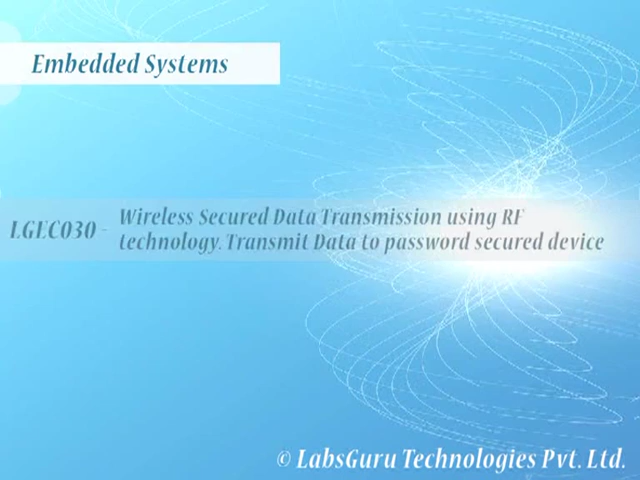 Embedded Systems
LGEC030 - Wireless Secured Data Transmission using RF
technology. Transmit Data to password secured device
© LabsGuru Technologies Pvt. Ltd.